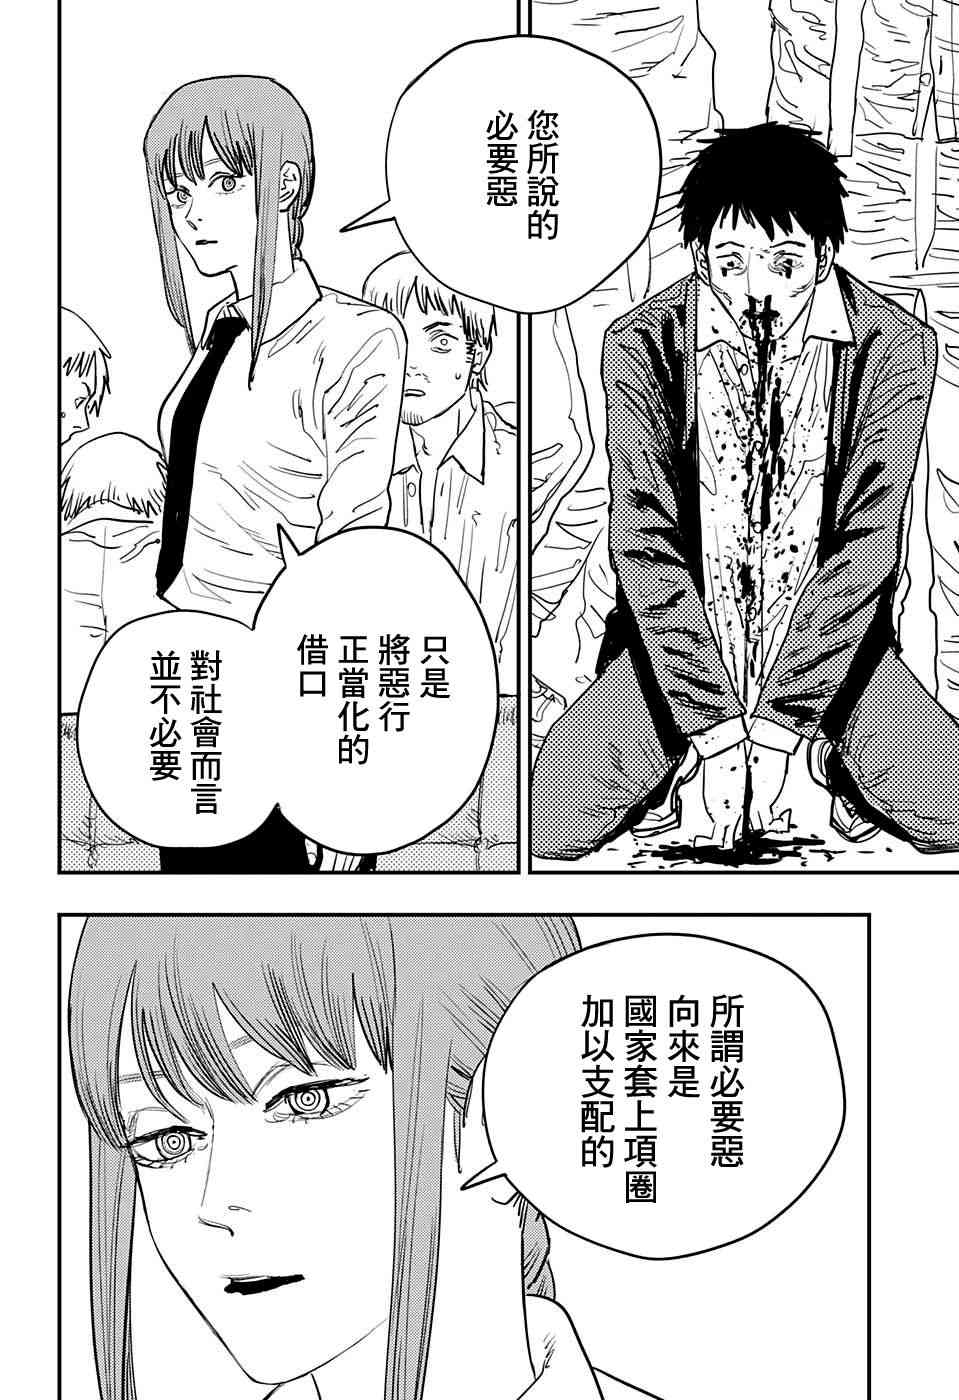 您所說的
必要惡
只是
將惡行
正當化的
借口
對社會而言
並不必要
所謂必要惡
向來是
國家套上項圈
加以支配的